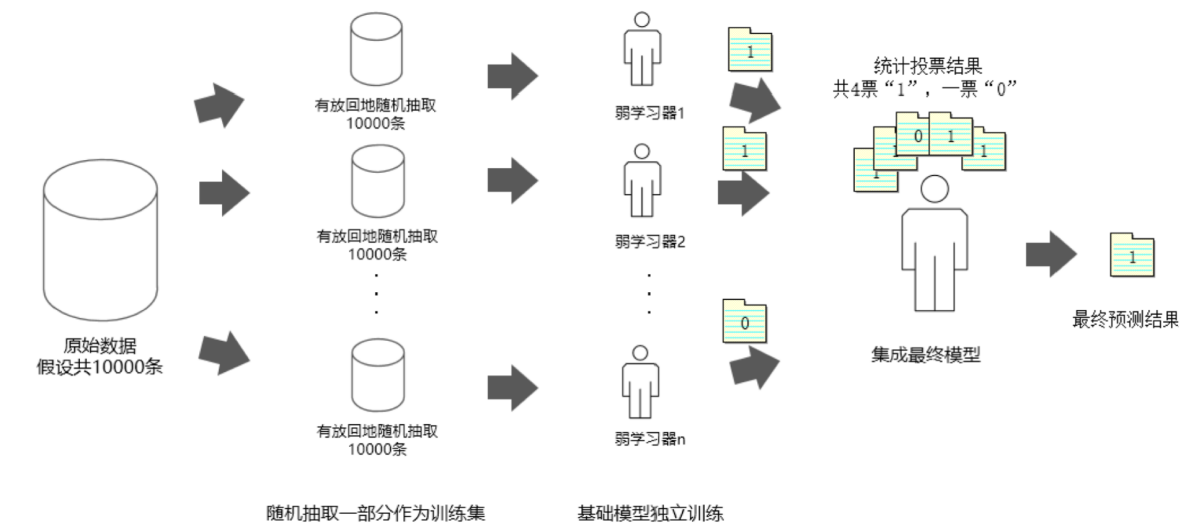 原始数据
假设共10000条
有放回地随机抽取
10000条
有放回地随机抽取
10000条
有放回地随机抽取
10000条
随机抽取一部分作为训练集
弱学习器1
1
弱学习器2
1
弱学习器n
0
基础模型独立训练
统计投票结果
共4票“1”，一票“0”
1
1
0
1
1
集成最终模型
1
最终预测结果